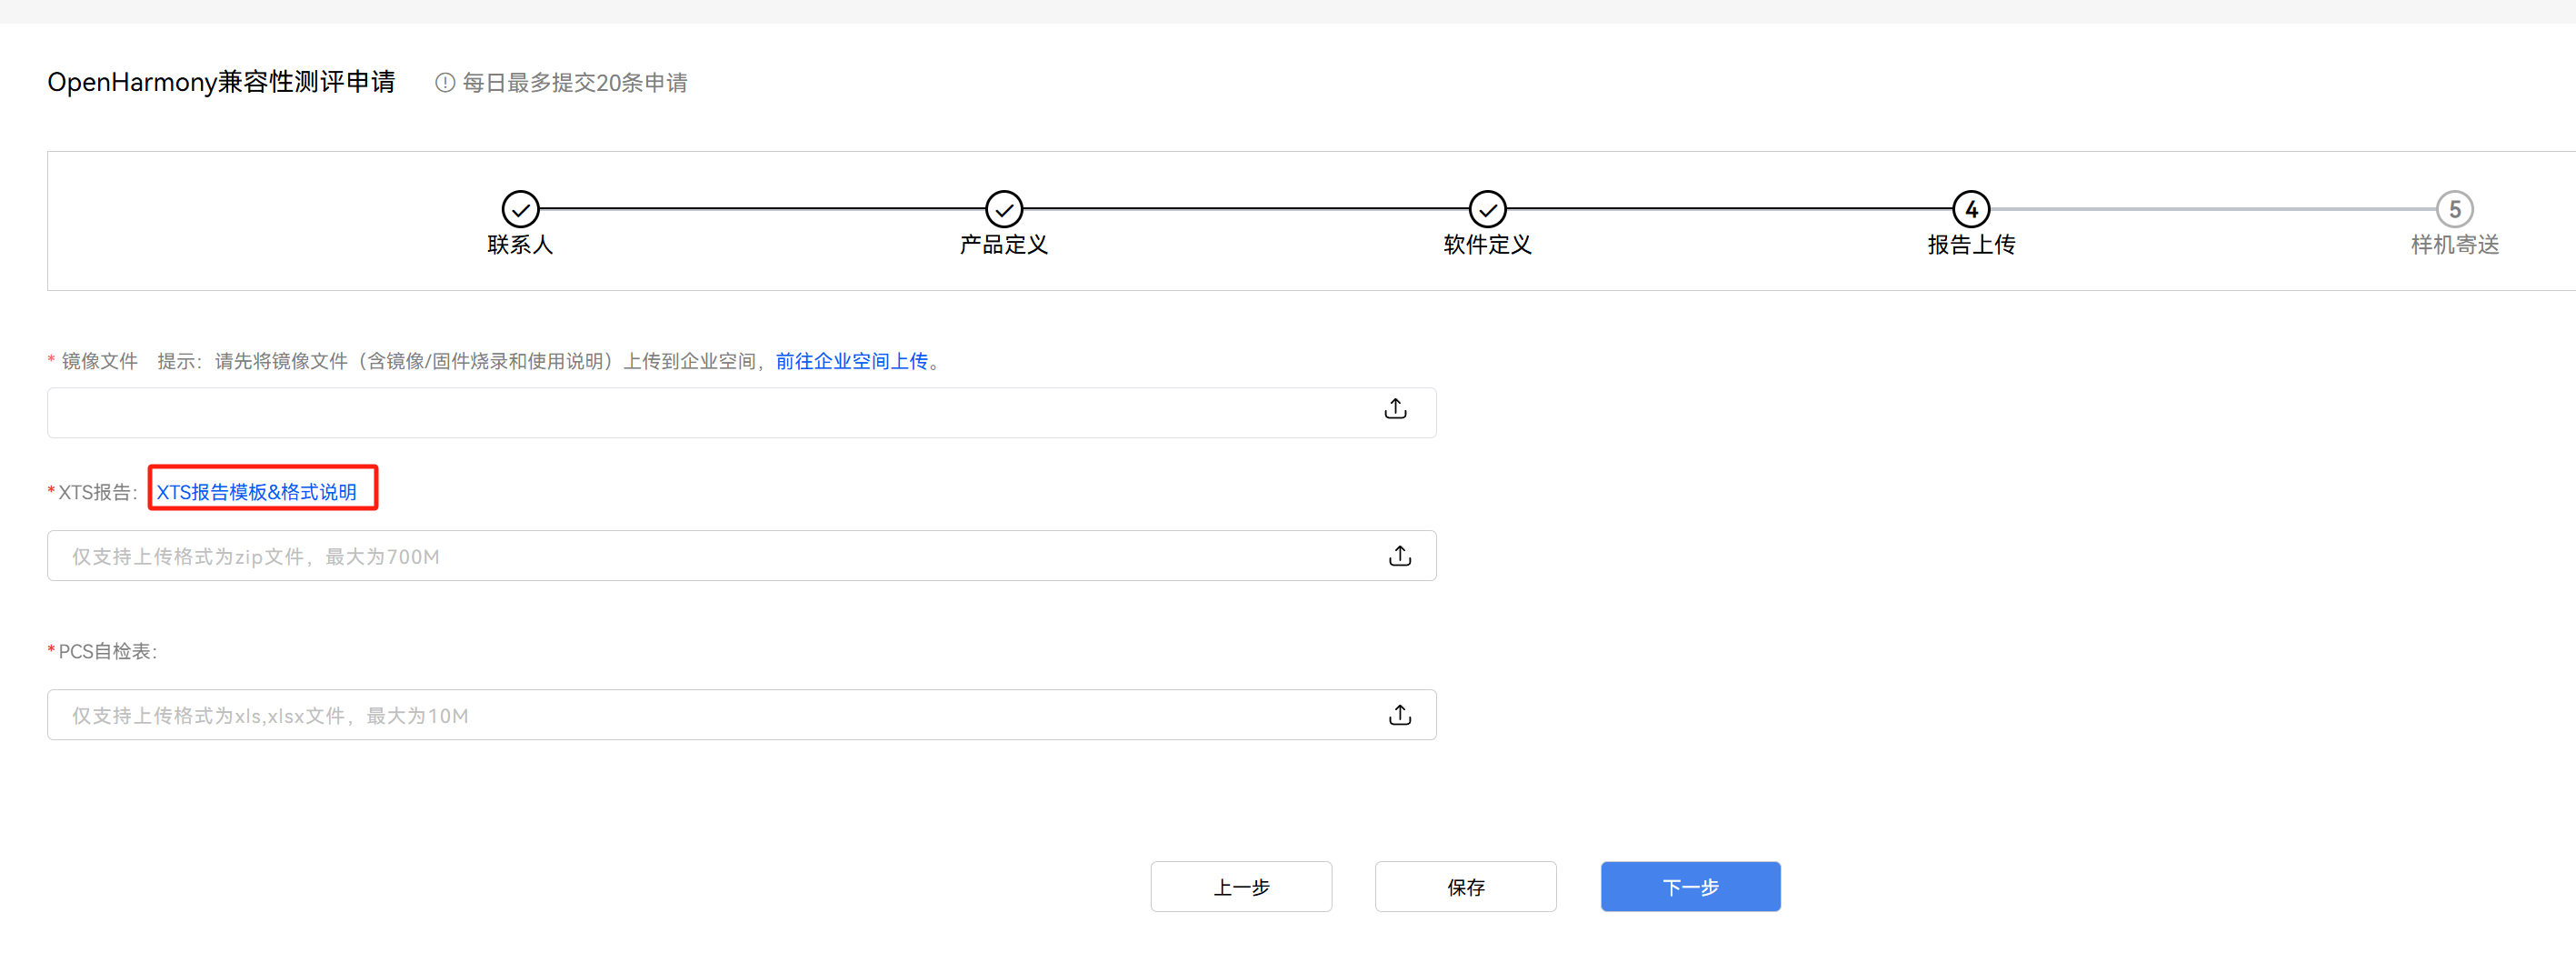 OpenHarmony兼容性测评申请 每日最多提交20条申请
4 5
联系人 产品定义 软件定义 报告上传 样机寄送
* 镜像文件 提示：请先将镜像文件（含镜像/固件烧录和使用说明）上传到企业空间，前往企业空间上传。
*XTS报告：XTS报告模板&格式说明
仅支持上传格式为zip文件，最大为700M
*PCS自检表：
仅支持上传格式为xls,xlsx文件，最大为10M
上一步 保存 下一步